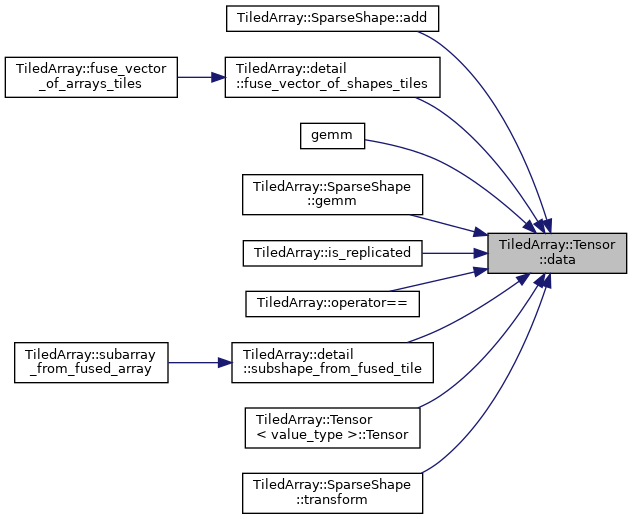 TiledArray::SparseShape::add
TiledArray::fuse_vector
_of_arrays_tiles
TiledArray::detail
::fuse_vector_of_shapes_tiles
gemm
TiledArray::SparseShape
::gemm
TiledArray::Tensor
::data
TiledArray::is_replicated
TiledArray::operator==
TiledArray::subarray
_from_fused_array
TiledArray::detail
::subshape_from_fused_tile
TiledArray::Tensor
< value_type >::Tensor
TiledArray::SparseShape
::transform